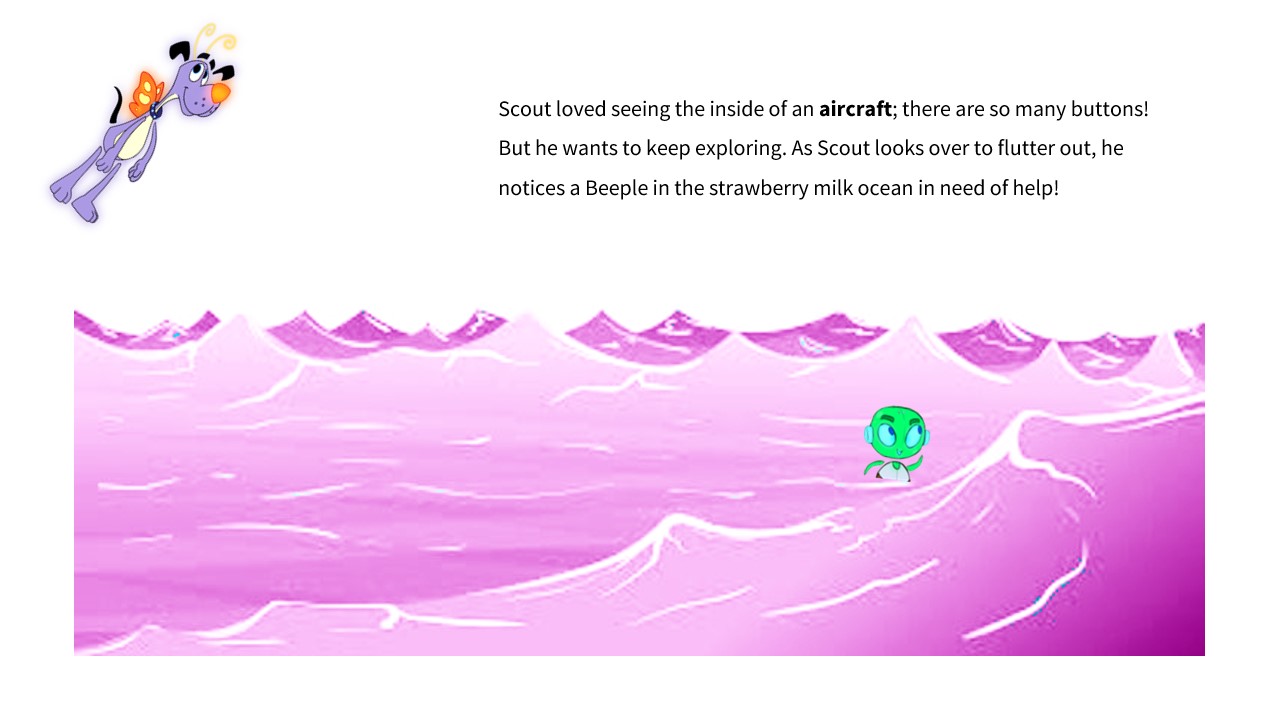 Scout loved seeing the inside of an aircraft; there are so many buttons!
But he wants to keep exploring. As Scout looks over to flutter out, he
notices a Beeple in the strawberry milk ocean in need of help!